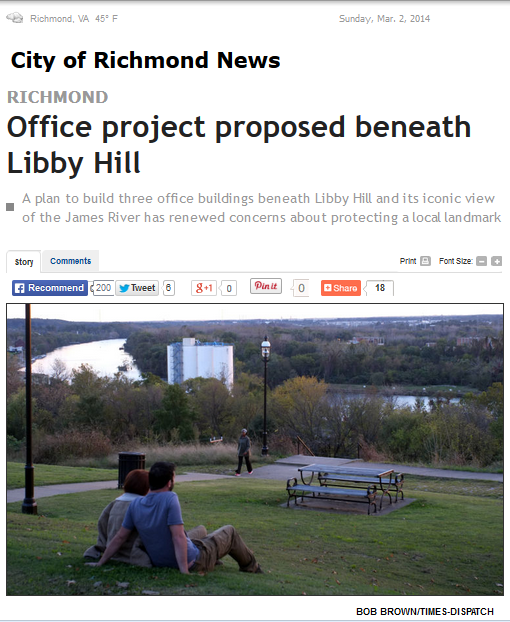 Richmond, VA 45° F
Sunday, Mar. 2, 2014
City of Richmond News
RICHMOND
Office project proposed beneath
Libby Hill
A plan to build three office buildings beneath Libby Hill and its iconic view
of the James River has renewed concerns about protecting a local landmark
Story Comments Print Font Size:
Recommend 200 Tweet 6 g+1 0 Pin it 0 Share 18
BOB BROWN/TIMES-DISPATCH